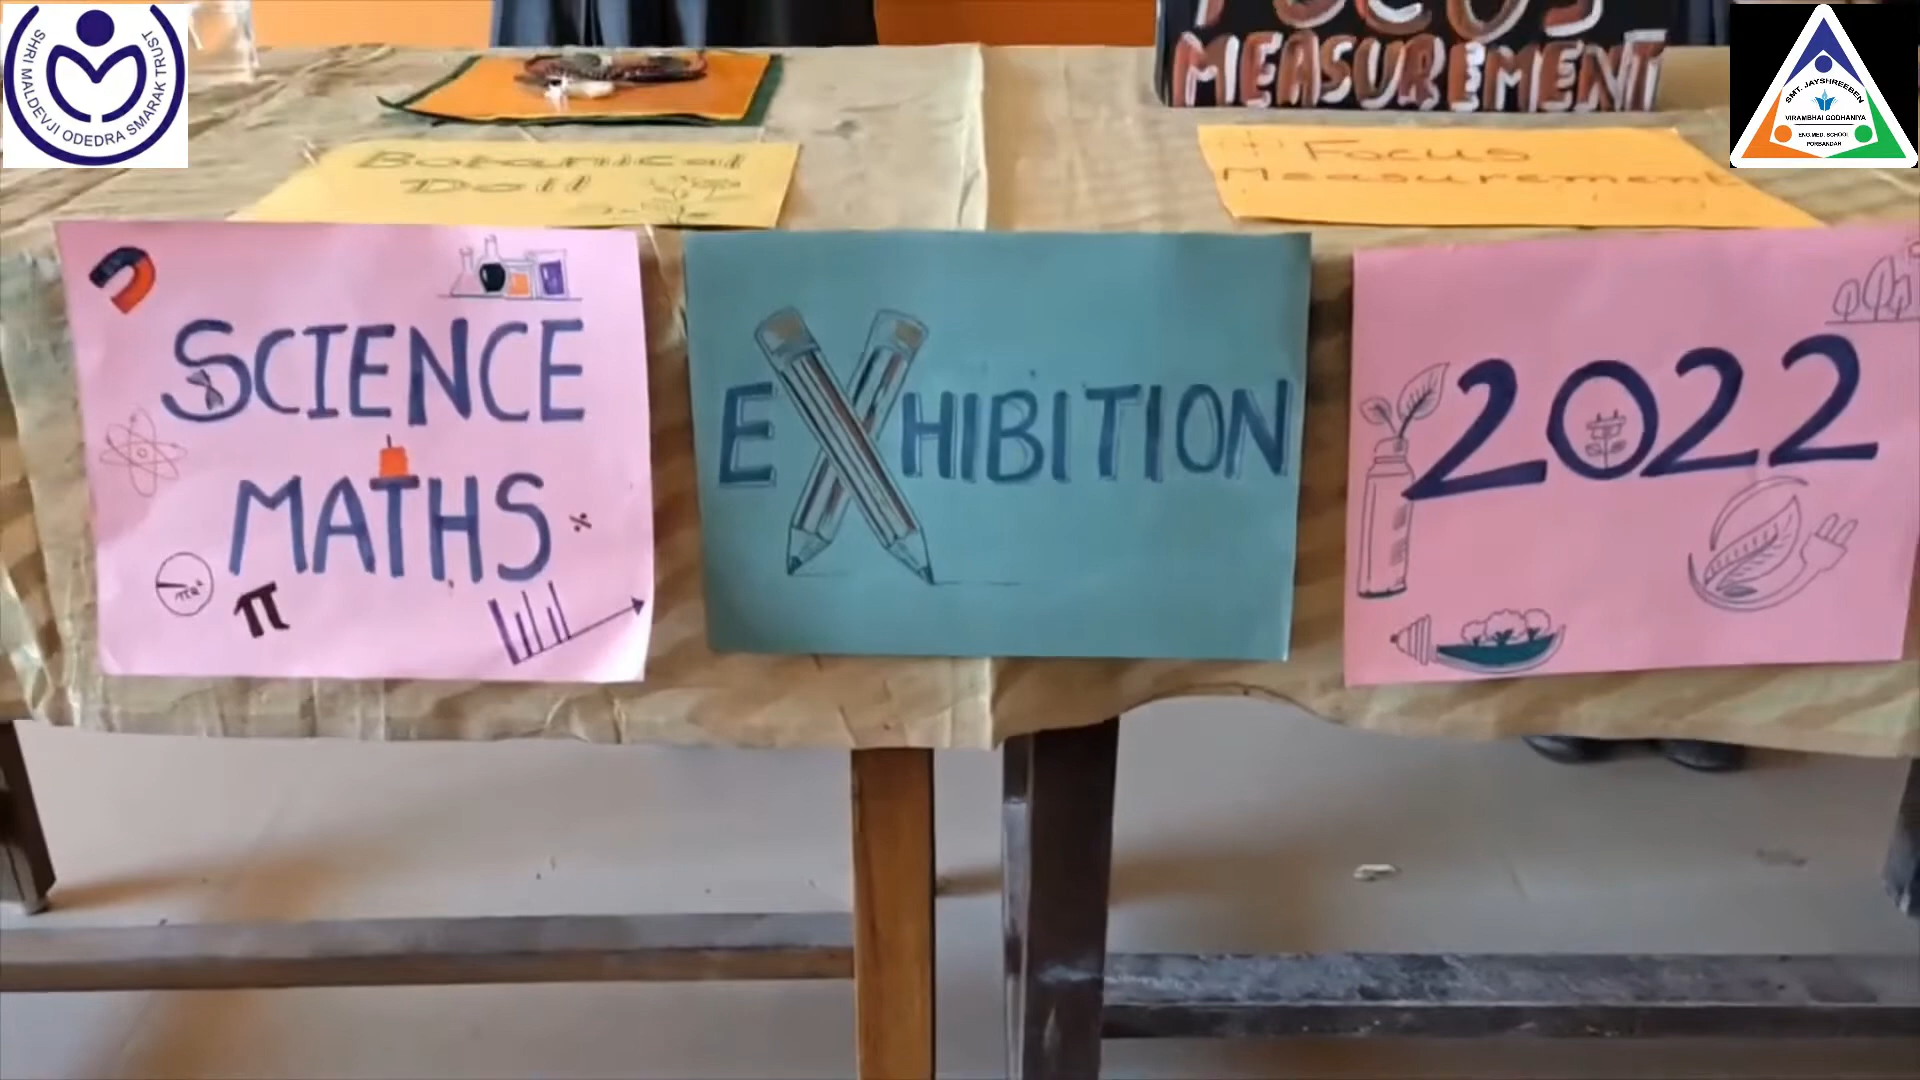 SHRI MALDEVJI ODEDRA SMARAK TRUST
FOCUS
MEASUREMENT
SMT. JAYSHREEBEN
VIRAMBHAI GODHANIYA
ENG.MED. SCHOOL
PORBANDAR
Botanical
Doll
Focus
Measurement
SCIENCE
MATHS
%
π
EXHIBITION
2022